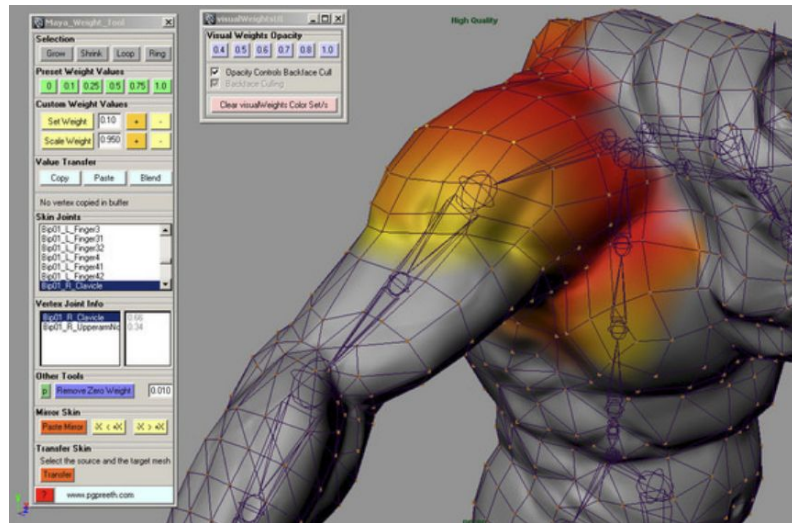 Maya_Weight_Tool
Selection
Grow Shrink Loop Ring
Preset Weight Values
0 0.1 0.25 0.5 0.75 1.0
Custom Weight Values
Set Weight 0.10 + -
Scale Weight 0.950 + -
Value Transfer
Copy Paste Blend
No vertex copied in buffer
Skin Joints
Bip01_L_Finger3
Bip01_L_Finger31
Bip01_L_Finger32
Bip01_L_Finger4
Bip01_L_Finger41
Bip01_L_Finger42
Bip01_R_Clavicle
Vertex Joint Info
Bip01_R_Clavicle 0.66
Bip01_R_UpperarmNo 0.34
Other Tools
p Remove Zero Weight 0.010
Mirror Skin
Paste Mirror -X < +X -X > +X
Transfer Skin
Select the source and the target mesh
Transfer
? www.pgpreeth.com
visualWeightsUI
Visual Weights Opacity
0.4 0.5 0.6 0.7 0.8 1.0
Opacity Controls Backface Cull
Backface Culling
Clear visualWeights Color Set/s
High Quality